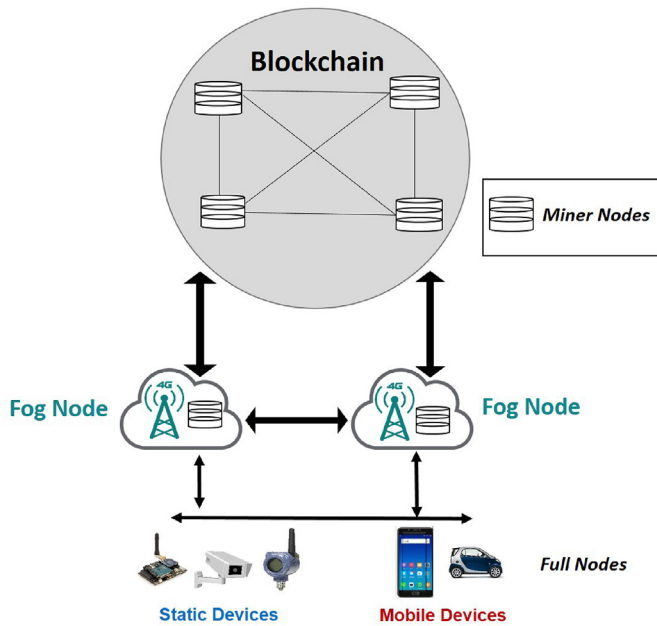 Blockchain
Miner Nodes
4G
4G
Fog Node
Fog Node
Full Nodes
Static Devices
Mobile Devices